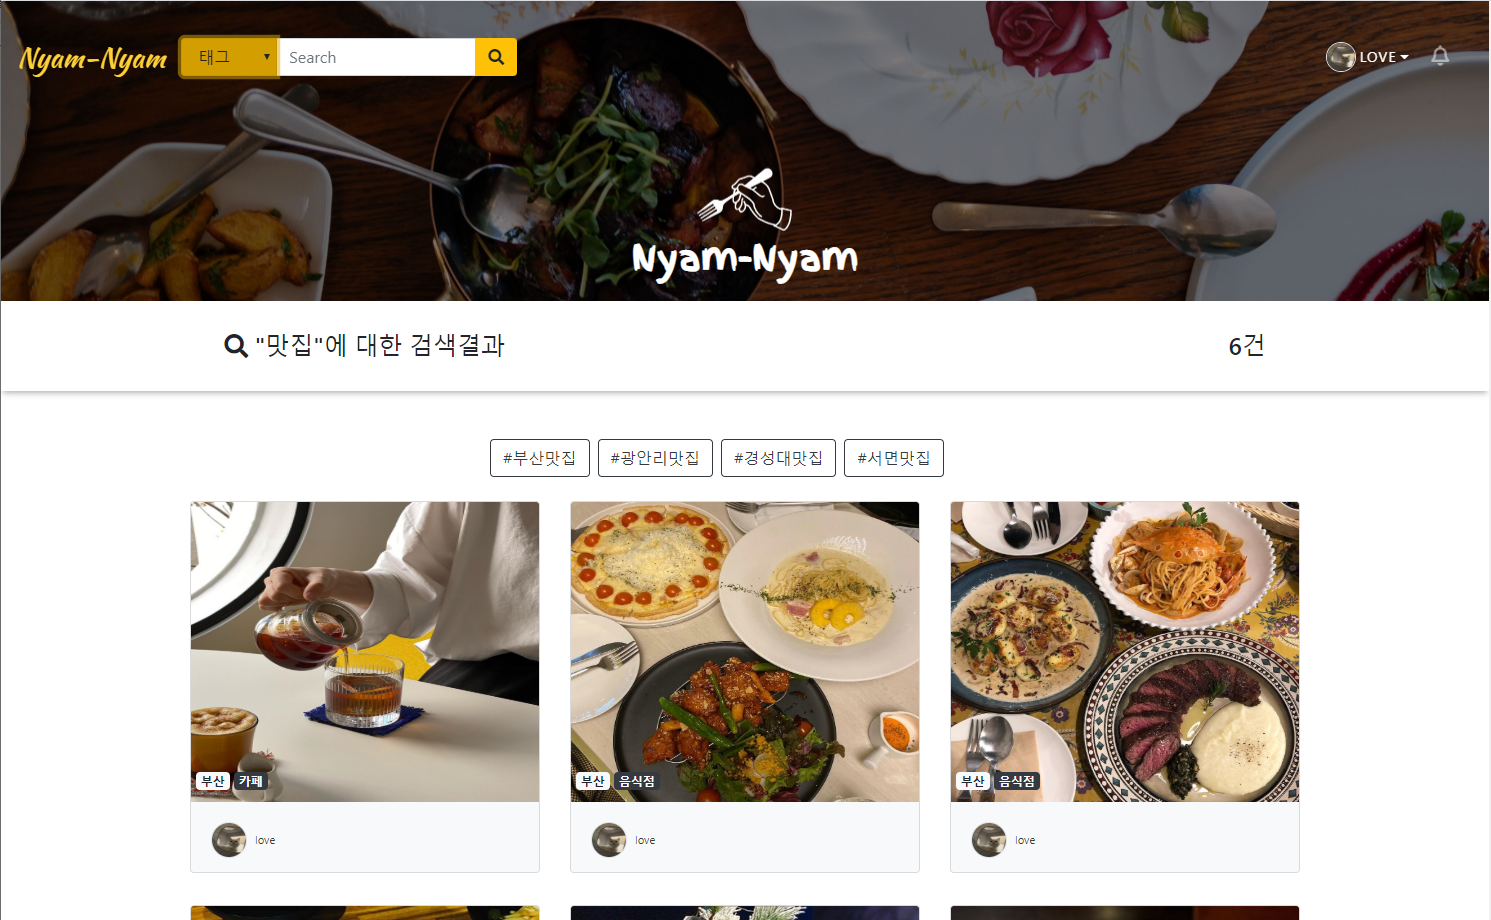 Nyam-Nyam
태그
Search
LOVE
Nyam-Nyam
"맛집"에 대한 검색결과
6건
#부산맛집
#광안리맛집
#경성대맛집
#서면맛집
부산 카페
부산 음식점
부산 음식점
love
love
love